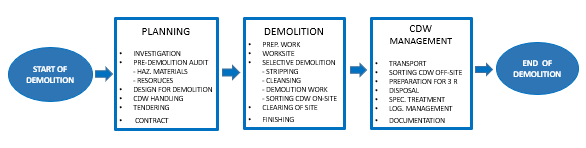 START OF
DEMOLITION
PLANNING
• INVESTIGATION
• PRE-DEMOLITION AUDIT
- HAZ. MATERIALS
- RESORUCES
• DESIGN FOR DEMOLITION
• CDW HANDLING
• TENDERING
• CONTRACT
DEMOLITION
• PREP. WORK
• WORKSITE
• SELECTIVE DEMOLITION
- STRIPPING
- CLEANSING
- DEMOLITION WORK
- SORTING CDW ON-SITE
• CLEARING OF SITE
• FINISHING
CDW
MANAGEMENT
• TRANSPORT
• SORTING CDW OFF-SITE
• PREPARATION FOR 3 R
• DISPOSAL
• SPEC. TREATMENT
• LOG. MANAGEMENT
• DOCUMENTATION
END OF
DEMOLITION